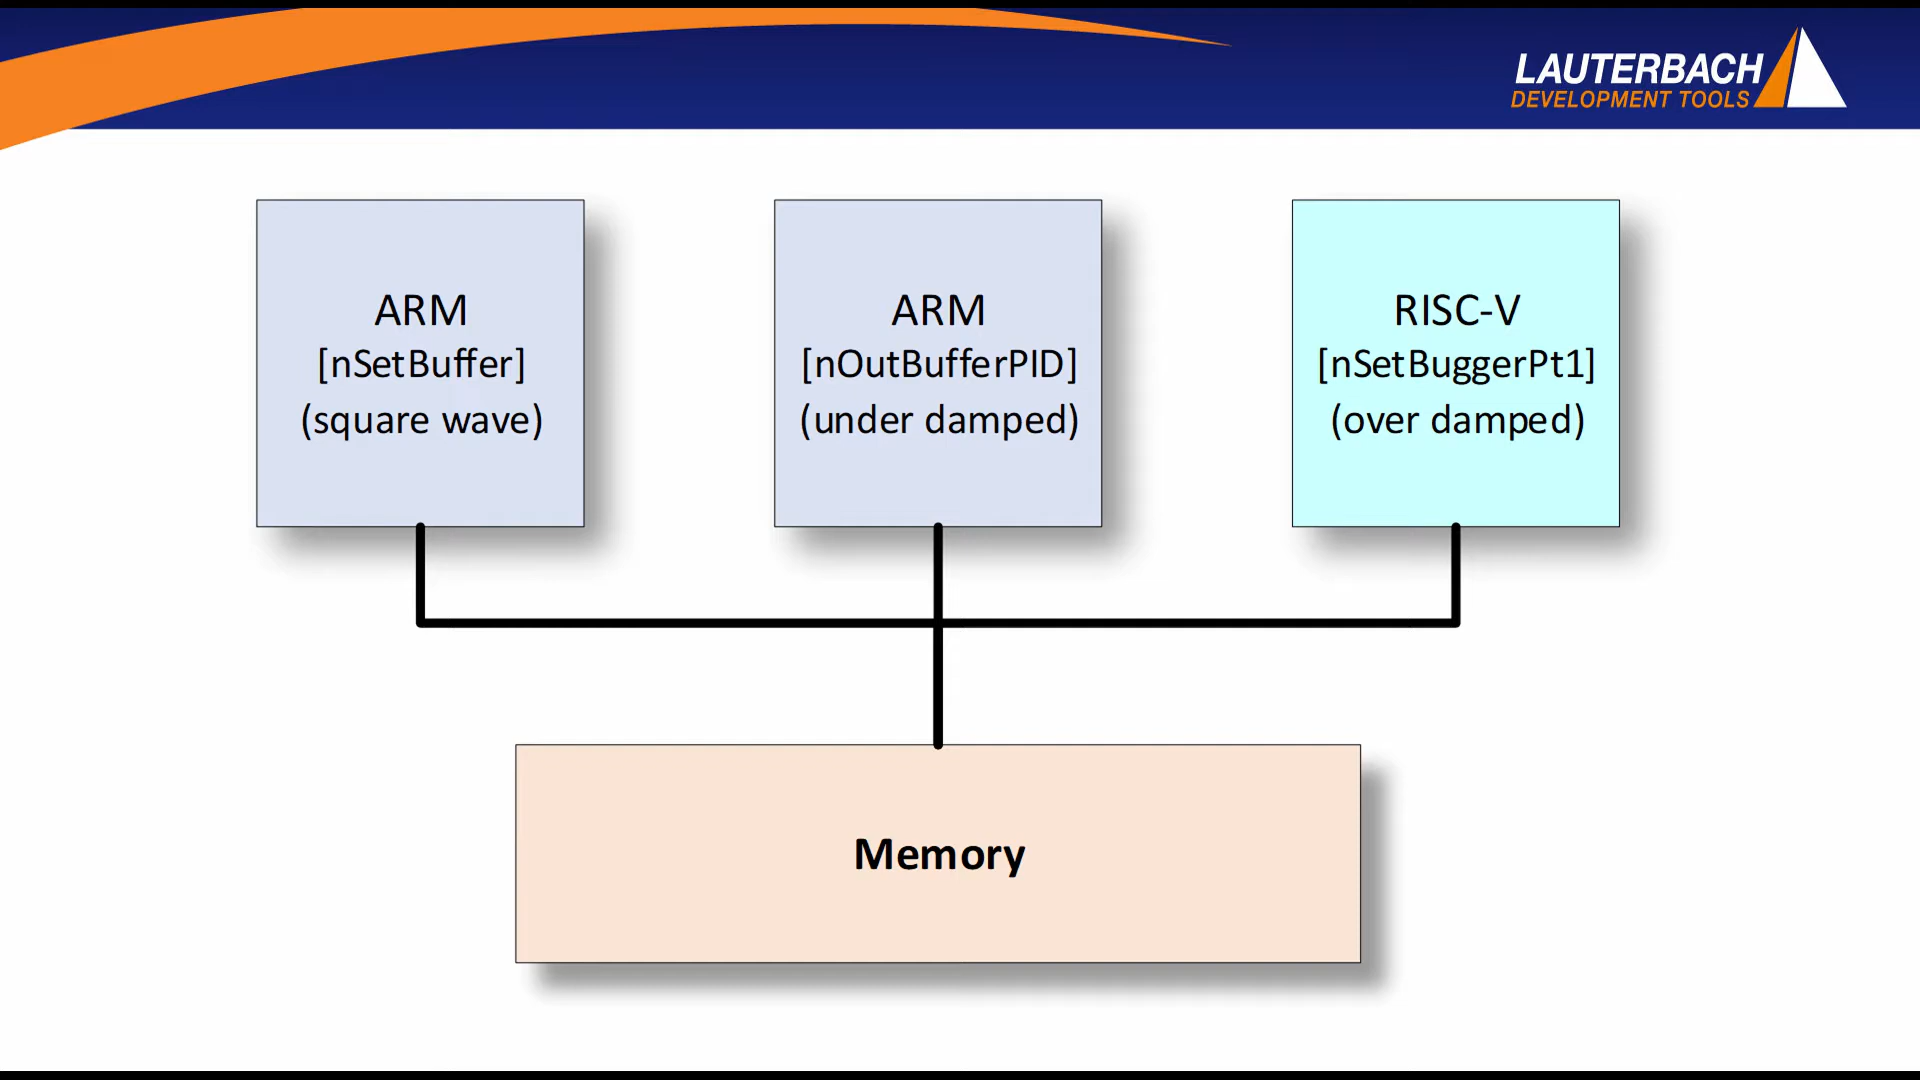 LAUTERBACH
DEVELOPMENT TOOLS
ARM
[nSetBuffer]
(square wave)
ARM
[nOutBufferPID]
(under damped)
RISC-V
[nSetBuggerPt1]
(over damped)
Memory